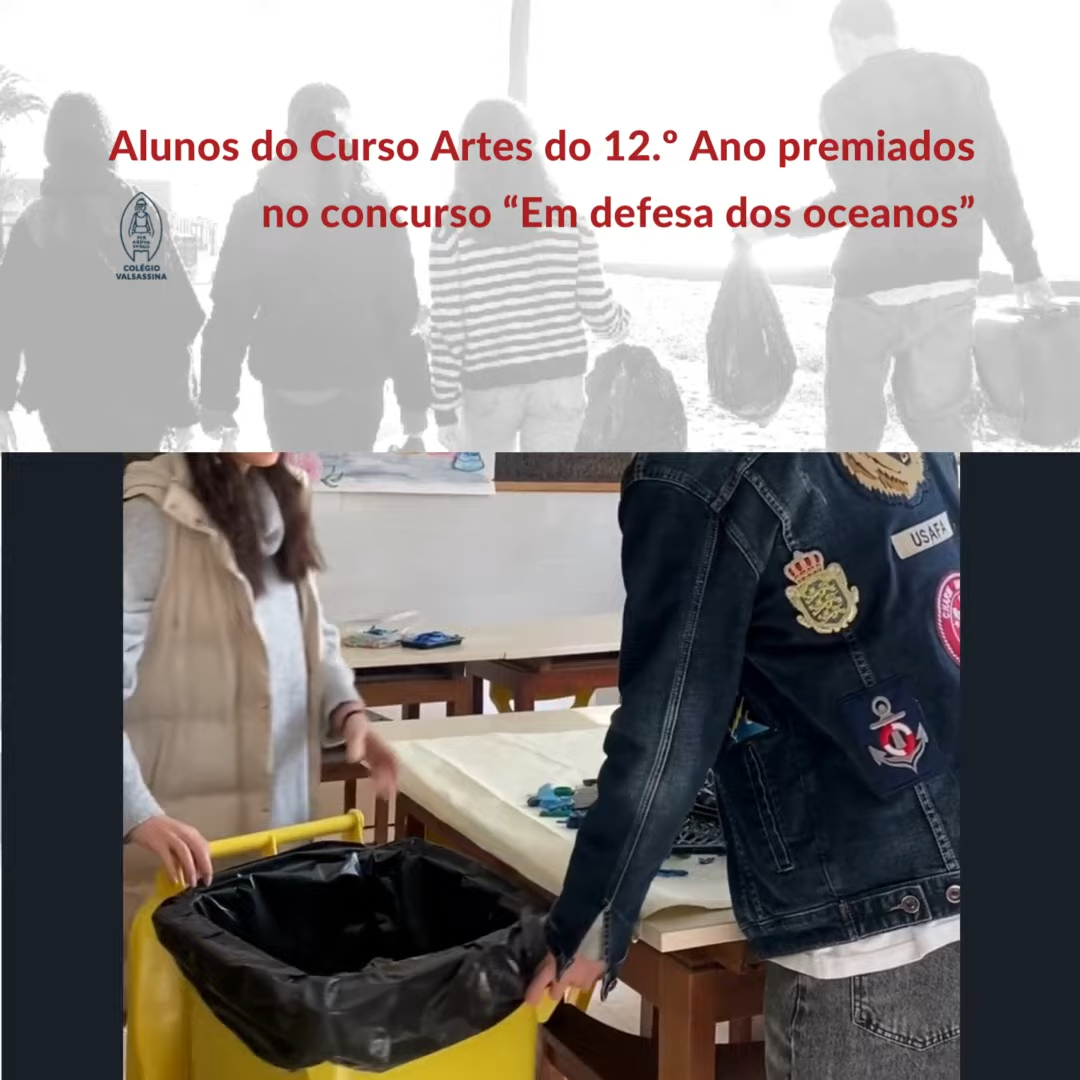 Alunos do Curso Artes do 12.º Ano premiados
no concurso “Em defesa dos oceanos”
COLÉGIO
VALSASSINA
USAFA